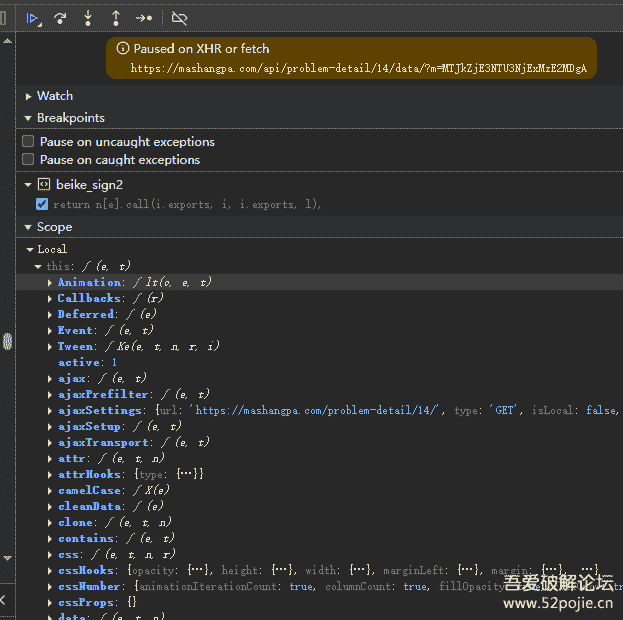 Paused on XHR or fetch
https://mashangpa.com/api/problem-detail/14/data/?m=MTJkZjE3NTU3NjExMzE2MDgA
Watch
Breakpoints
Pause on uncaught exceptions
Pause on caught exceptions
beike_sign2
return n[e].call(i.exports, i, i.exports, l),
Scope
Local
this: ƒ (e, t)
Animation: ƒ lt(o, e, t)
Callbacks: ƒ (r)
Deferred: ƒ (e)
Event: ƒ (e, t)
Tween: ƒ Ke(e, t, n, r, i)
active: 1
ajax: ƒ (e, t)
ajaxPrefilter: ƒ (e, t)
ajaxSettings: {url: 'https://mashangpa.com/problem-detail/14/', type: 'GET', isLocal: false,
ajaxSetup: ƒ (e, t)
ajaxTransport: ƒ (e, t)
attr: ƒ (e, t, n)
attrHooks: {type: {…}}
camelCase: ƒ X(e)
cleanData: ƒ (e)
clone: ƒ (e, t, n)
contains: ƒ (e, t)
css: ƒ (e, t, n, r)
cssHooks: {opacity: {…}, height: {…}, width: {…}, marginLeft: {…}, margin: {…}, …}
cssNumber: {animationIterationCount: true, columnCount: true, fillOpacity
cssProps: {}
data: ƒ (e, t, n)
吾爱破解论坛
www.52pojie.cn